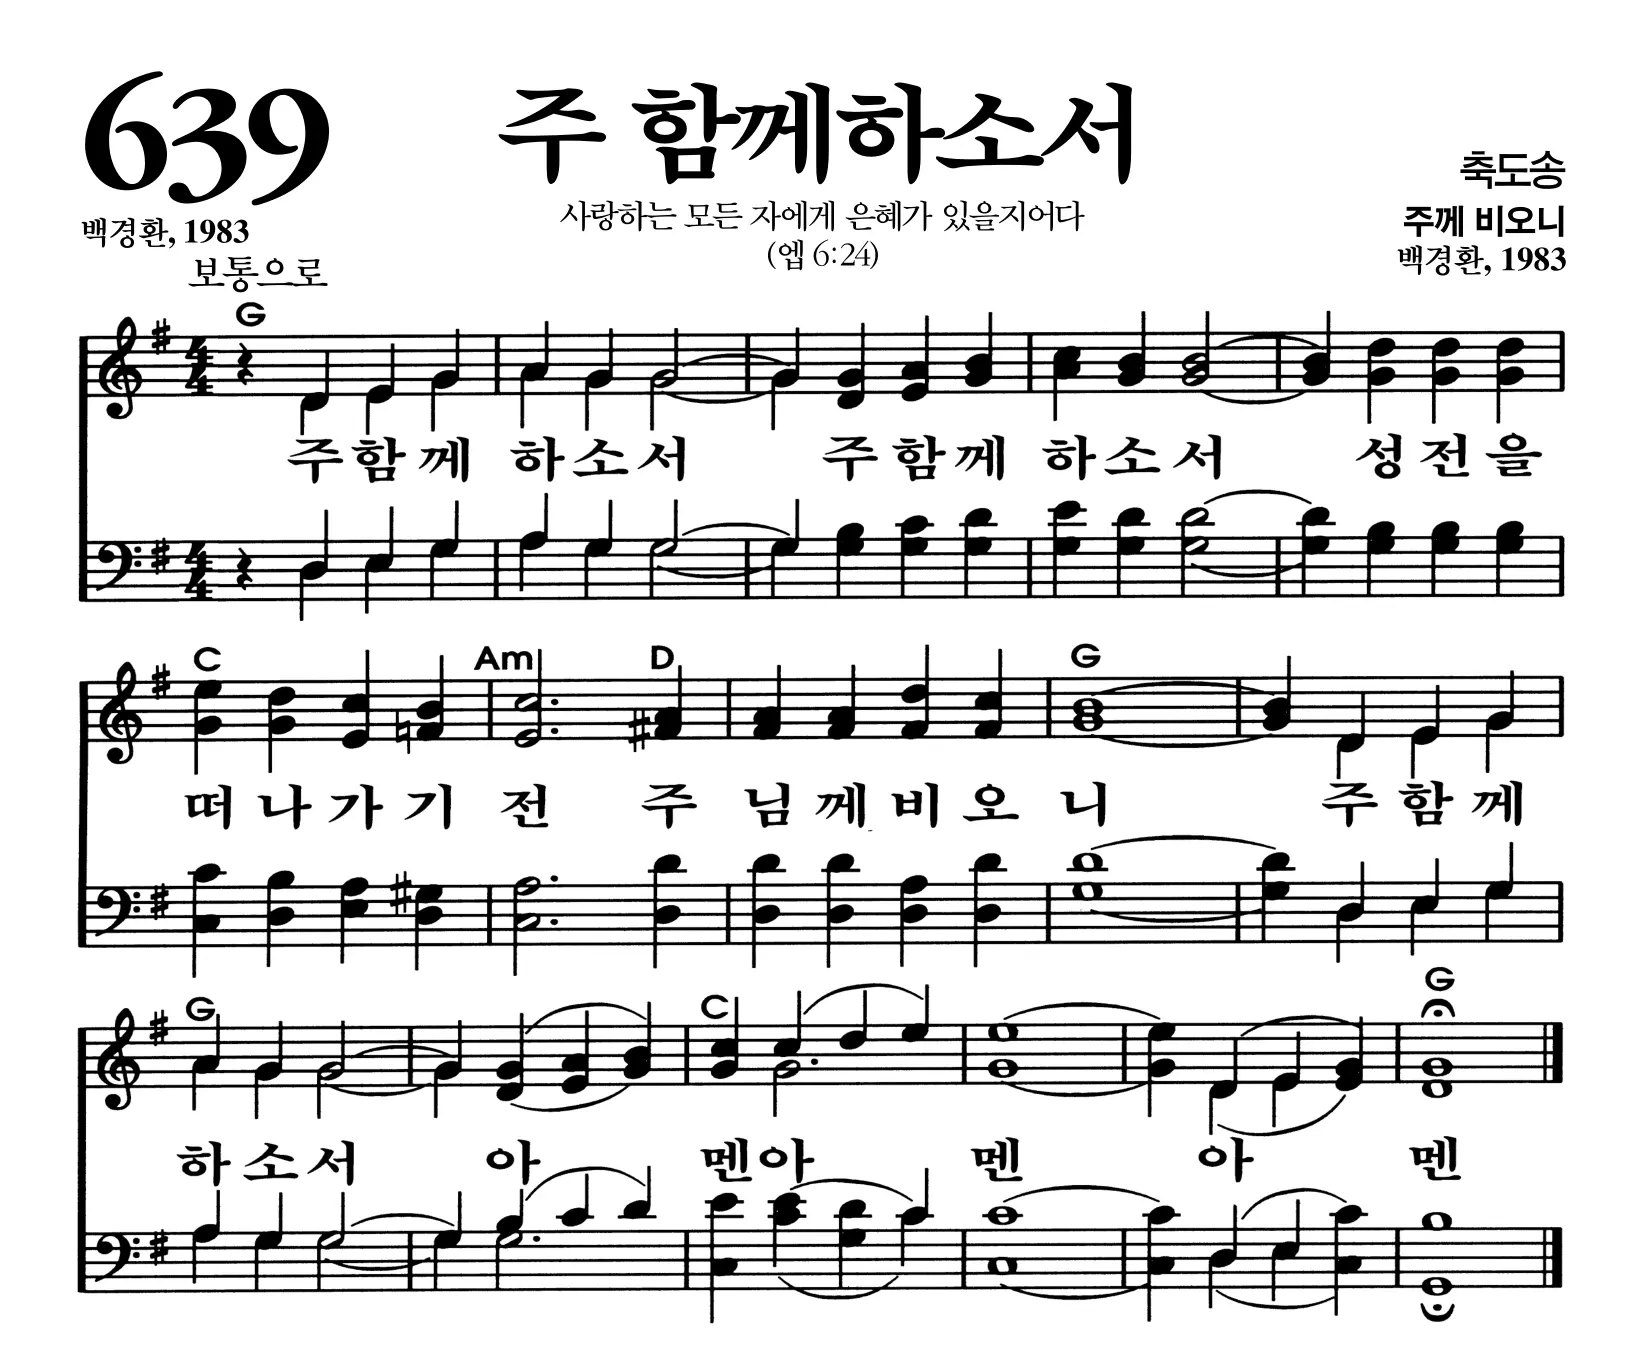 639
주 함께하소서
축도송
백경환, 1983
사랑하는 모든 자에게 은혜가 있을지어다
주께 비오니
(엡 6:24)
백경환, 1983
보통으로
G
4 4
주 함 께 하 소 서 주 함 께 하 소 서 성 전 을
4 4
C Am D G
떠 나 가 기 전 주 님 께 비 오 니 주 함 께
G C G
하 소 서 아 멘 아 멘 아 멘